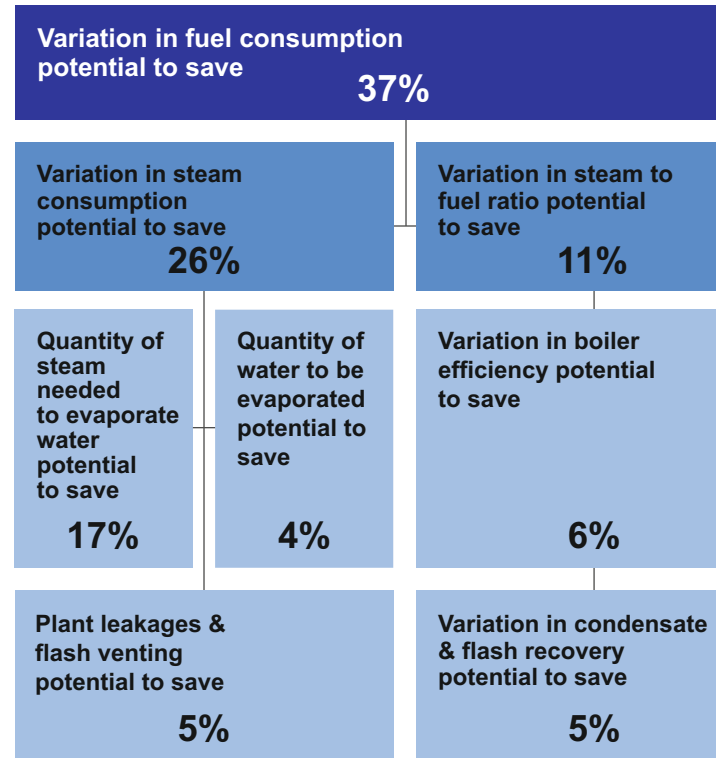 Variation in fuel consumption
potential to save
37%
Variation in steam
consumption
potential to save
26%
Variation in steam to
fuel ratio potential
to save
11%
Quantity of
steam
needed
to evaporate
water
potential
to save
17%
Quantity of
water to be
evaporated
potential to
save
4%
Variation in boiler
efficiency potential
to save
6%
Plant leakages &
flash venting
potential to save
5%
Variation in condensate
& flash recovery
potential to save
5%